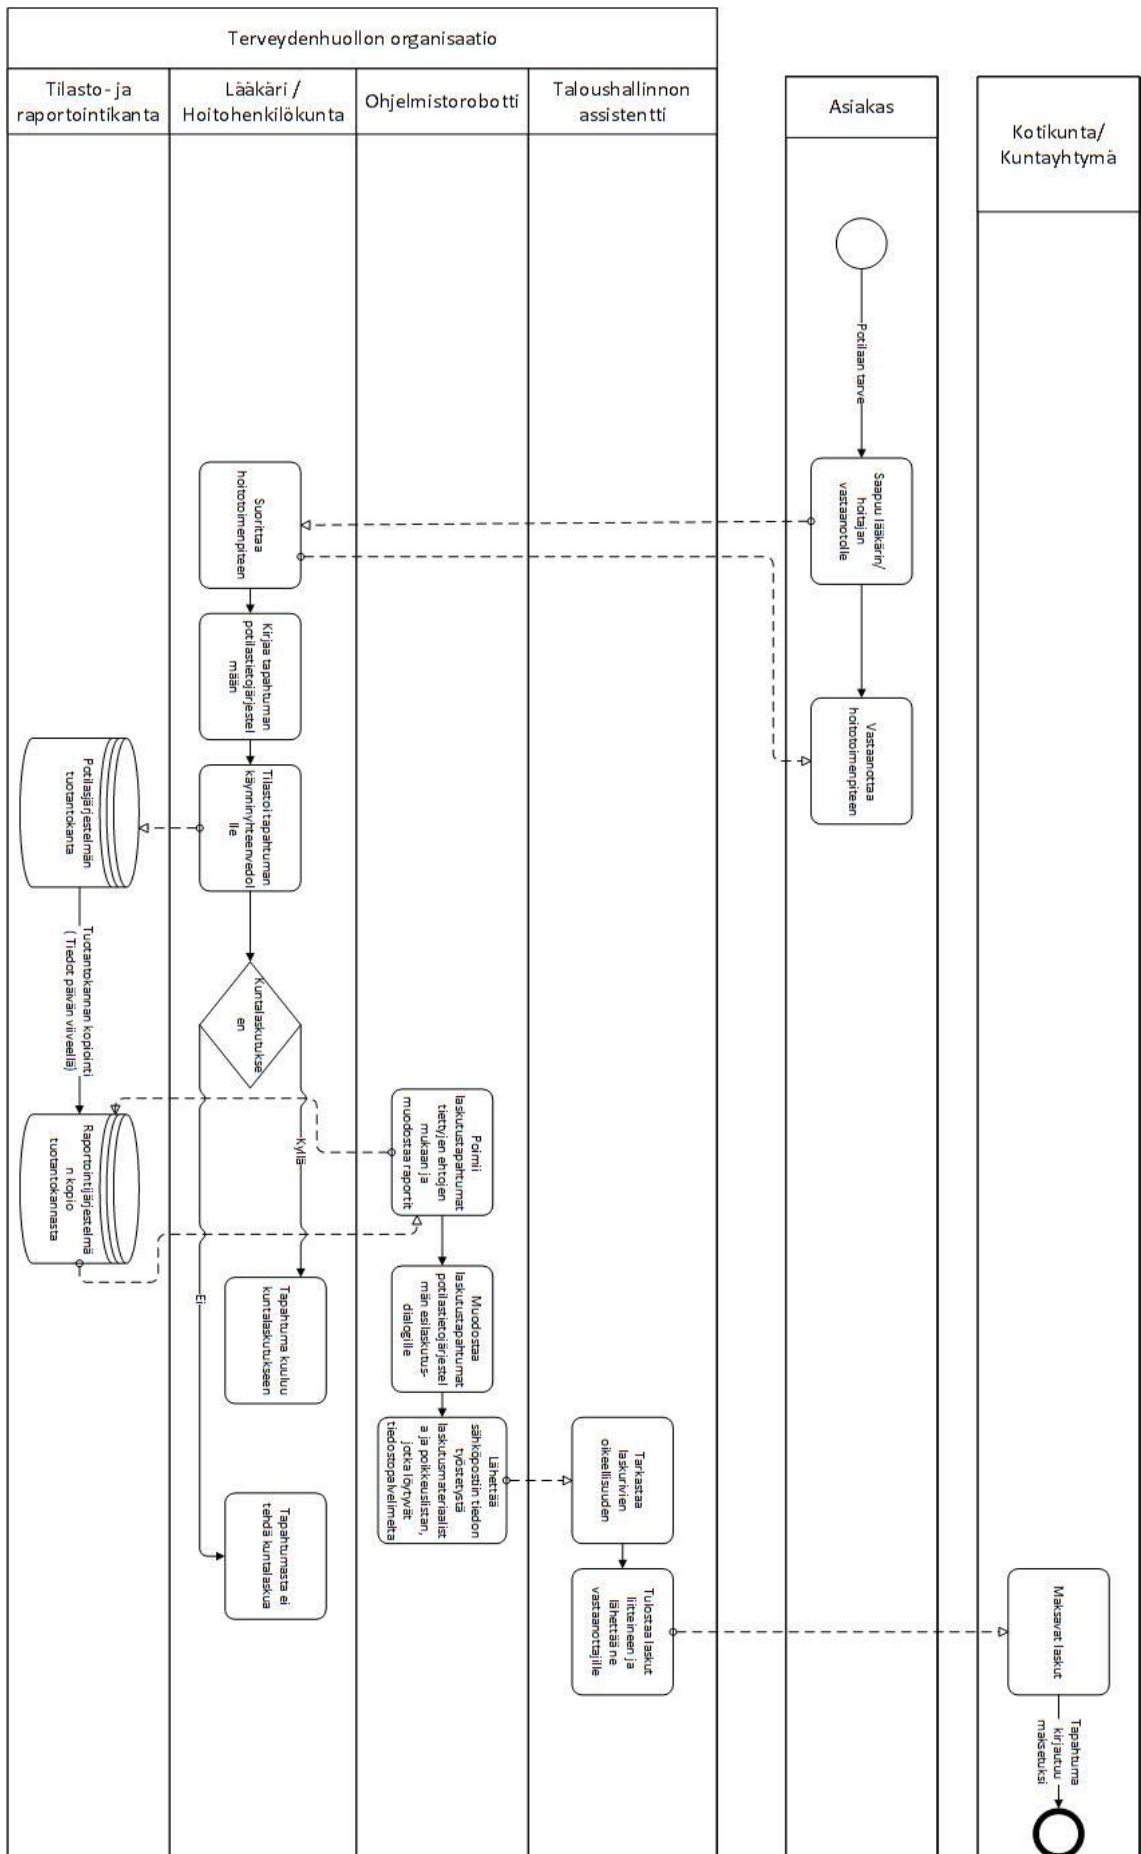 Terveydenhuollon organisaatio
Tilasto- ja
raportointikanta
Lääkäri /
Hoitohenkilökunta
Ohjelmistorobotti
Taloushallinnon
assistentti
Asiakas
Kotikunta/
Kuntayhtymä
Potilaan tarve
Saapuu lääkärin/
hoitajan
vastaanotolle
Vastaanottaa
hoitotoimenpiteen
Suorittaa
hoitotoimenpiteen
Kirjaa tapahtuman
potilastietojärjestel
mään
Tilastoi tapahtuman
käynninyhteenvedol
lle
Kuntalaskutukse
en
Kyllä
Ei
Tapahtuma kuuluu
kuntalaskutukseen
Tapahtumasta ei
tehdä kuntalaskua
Potilasjärjestelmän
tuotantokanta
Tuotantokannan kopiointi
( Tiedot päivän viiveellä)
Raportointijärjestelmä
n kopio
tuotantokannasta
Poimii
laskutustapahtumat
tiettyjen ehtojen
mukaan ja
muodostaa raportit
Muodostaa
laskutustapahtumat
potilastietojärjestel
män esilaskutus-
dialogille
Lähettää
sähköpostiin tiedon
työstetystä
laskutusmateriaalist
a ja poikkeuslistan,
jotka löytyvät
tiedostopalvelimelta
Tarkastaa
laskurivien
oikeellisuuden
Tulostaa laskut
liitteineen ja
lähettää ne
vastaanottajille
Maksavat laskut
Tapahtuma
kirjautuu
maksetuksi